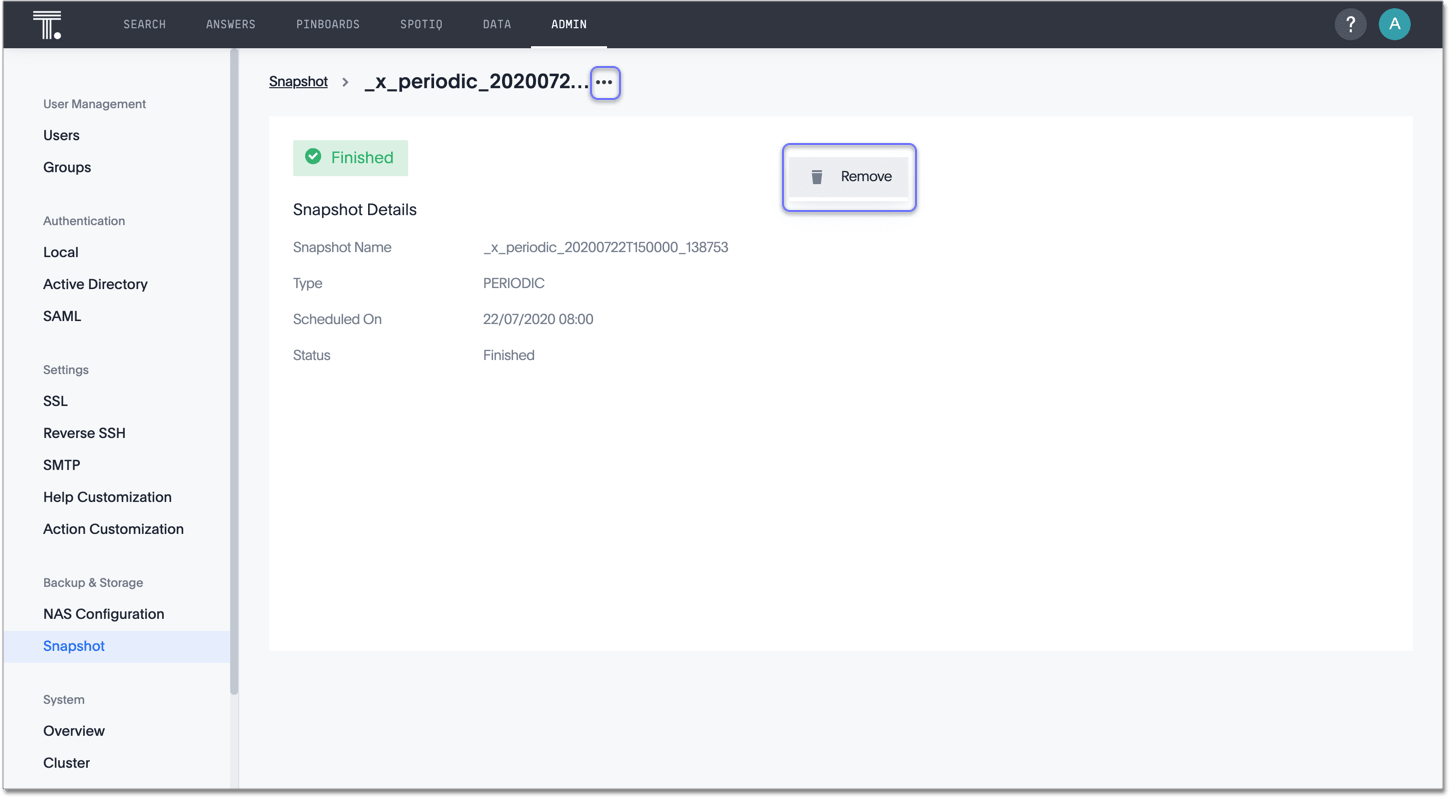 T.
SEARCH ANSWERS PINBOARDS SPOTIQ DATA ADMIN ? A
Snapshot > _x_periodic_2020072... •••
User Management
Users
Groups
Authentication
Local
Active Directory
SAML
Settings
SSL
Reverse SSH
SMTP
Help Customization
Action Customization
Backup & Storage
NAS Configuration
Snapshot
System
Overview
Cluster
Finished
Remove
Snapshot Details
Snapshot Name _x_periodic_20200722T150000_138753
Type PERIODIC
Scheduled On 22/07/2020 08:00
Status Finished